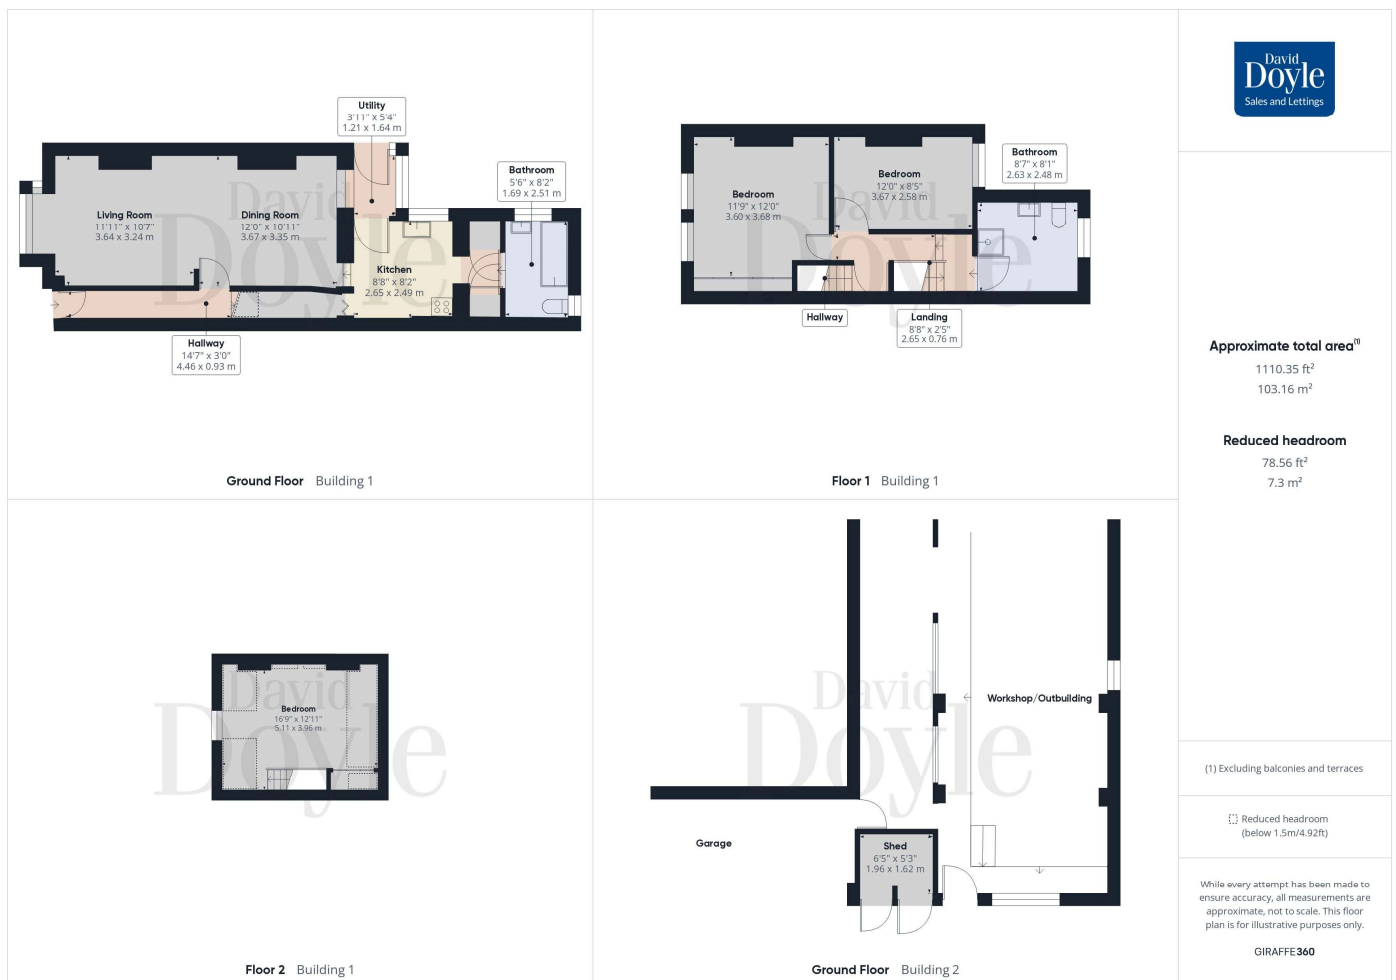 Utility
3'11" x 5'4"
1.21 x 1.64 m
Bathroom
5'6" x 8'2"
1.69 x 2.51 m
Living Room
11'11" x 10'7"
3.64 x 3.24 m
Dining Room
12'0" x 10'11"
3.67 x 3.35 m
Kitchen
8'8" x 8'2"
2.65 x 2.49 m
Hallway
14'7" x 3'0"
4.46 x 0.93 m
David
Doyle
Ground Floor Building 1
Bathroom
8'7" x 8'1"
2.63 x 2.48 m
Bedroom
12'0" x 8'5"
3.67 x 2.58 m
Bedroom
11'9" x 12'0"
3.60 x 3.68 m
Hallway
Landing
8'8" x 2'5"
2.65 x 0.76 m
David
Doyle
Floor 1 Building 1
Bedroom
16'9" x 12'11"
5.11 x 3.96 m
David
Doyle
Floor 2 Building 1
Workshop/Outbuilding
Garage
Shed
6'5" x 5'3"
1.96 x 1.62 m
David
Doyle
Ground Floor Building 2
David
Doyle
Sales and Lettings
Approximate total area(1)
1110.35 ft²
103.16 m²
Reduced headroom
78.56 ft²
7.3 m²
(1) Excluding balconies and terraces
Reduced headroom
(below 1.5m/4.92ft)
While every attempt has been made to
ensure accuracy, all measurements are
approximate, not to scale. This floor
plan is for illustrative purposes only.
GIRAFFE360